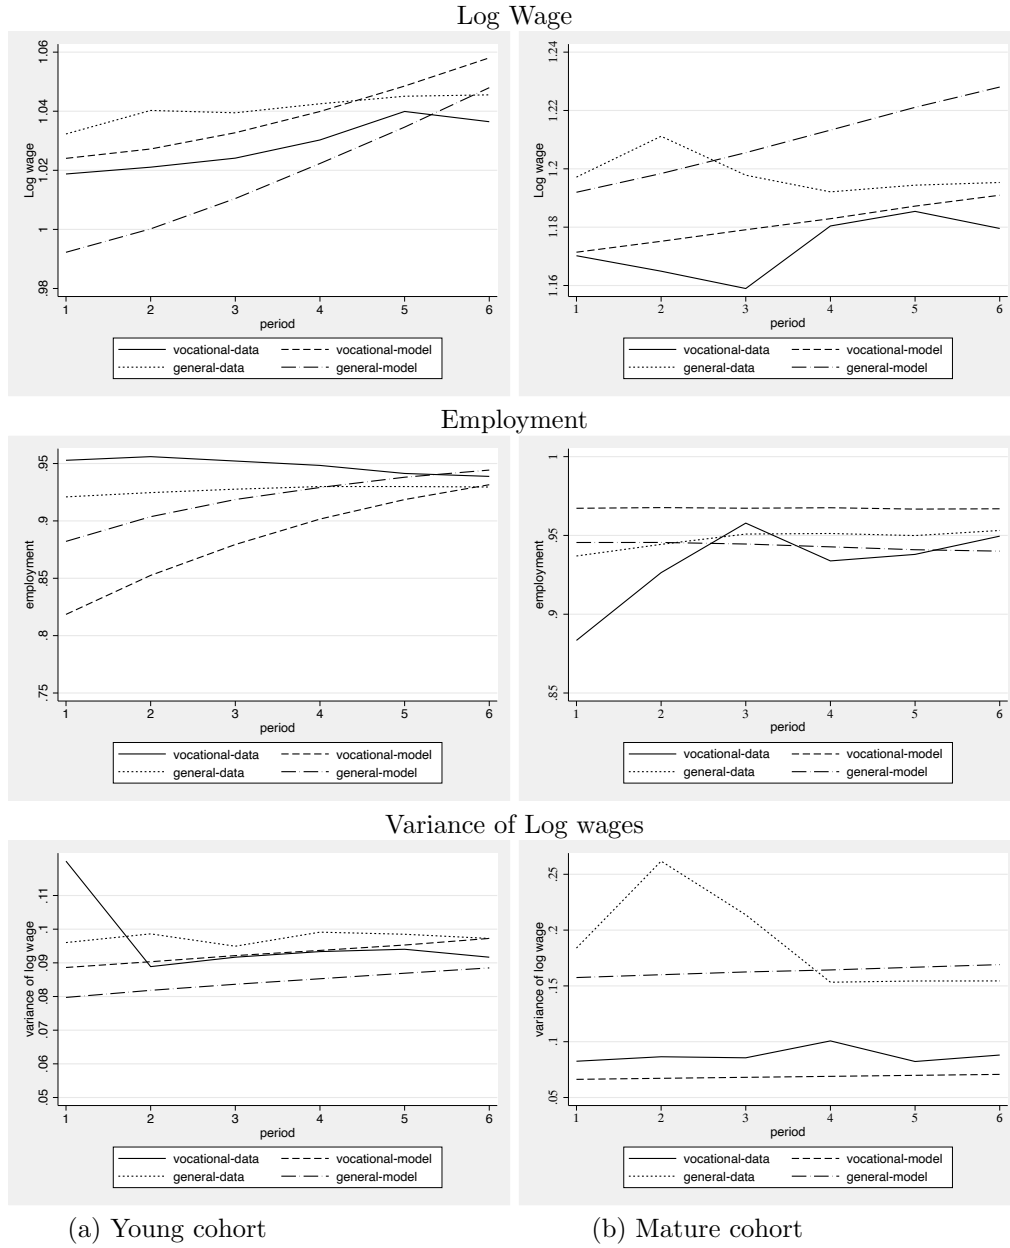 Log Wage
Log wage
.98 1 1.02 1.04 1.06
1 2 3 4 5 6
period
vocational-data vocational-model
general-data general-model
Log wage
1.16 1.18 1.2 1.22 1.24
1 2 3 4 5 6
period
vocational-data vocational-model
general-data general-model
Employment
employment
.75 .8 .85 .9 .95
1 2 3 4 5 6
period
vocational-data vocational-model
general-data general-model
employment
.85 .9 .95 1
1 2 3 4 5 6
period
vocational-data vocational-model
general-data general-model
Variance of Log wages
variance of log wage
.05 .06 .07 .08 .09 .1 .11
1 2 3 4 5 6
period
vocational-data vocational-model
general-data general-model
variance of log wage
.05 .1 .15 .2 .25
1 2 3 4 5 6
period
vocational-data vocational-model
general-data general-model
(a) Young cohort
(b) Mature cohort